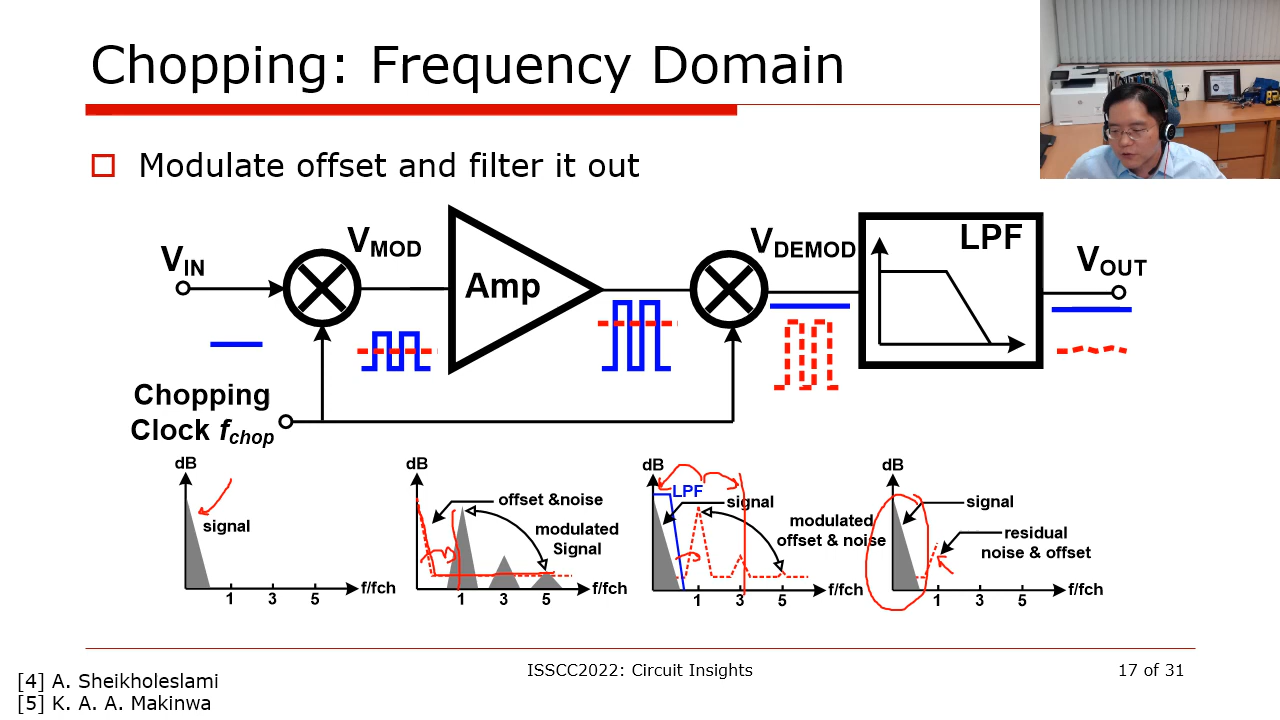 Chopping: Frequency Domain
Modulate offset and filter it out
VIN
VMOD
Amp
VDEMOD
LPF
VOUT
Chopping
Clock fchop
dB
signal
1 3 5 f/fch
dB
offset &noise
modulated
Signal
1 3 5 f/fch
dB
LPF
signal
modulated
offset & noise
1 3 5 f/fch
dB
signal
residual
noise & offset
1 3 5 f/fch
[4] A. Sheikholeslami
[5] K. A. A. Makinwa
ISSCC2022: Circuit Insights
17 of 31